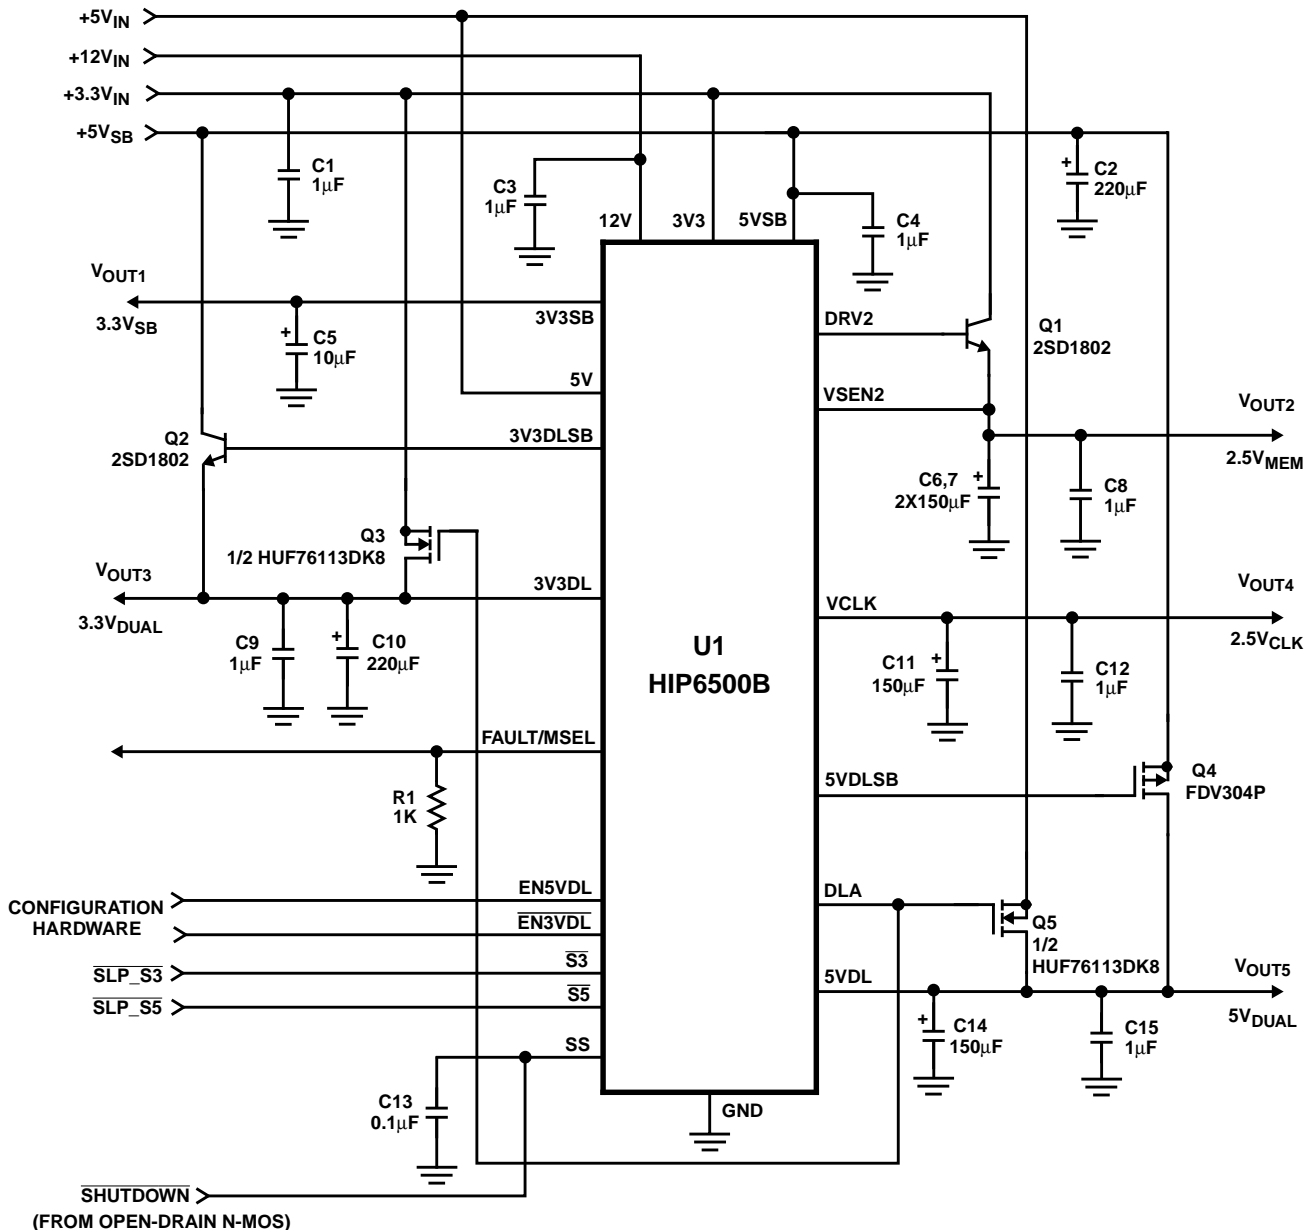 +5VIN
+12VIN
+3.3VIN
+5VSB
C1
1µF
C3
1µF
C2
220µF
12V
3V3
5VSB
C4
1µF
VOUT1
3.3VSB
3V3SB
C5
10µF
DRV2
Q1
2SD1802
5V
VSEN2
VOUT2
2.5VMEM
Q2
2SD1802
3V3DLSB
C6,7
2X150µF
C8
1µF
Q3
1/2 HUF76113DK8
VOUT3
3.3VDUAL
3V3DL
VCLK
VOUT4
2.5VCLK
C9
1µF
C10
220µF
U1
HIP6500B
C11
150µF
C12
1µF
FAULT/MSEL
R1
1K
5VDLSB
Q4
FDV304P
CONFIGURATION
HARDWARE
EN5VDL
EN3VDL
DLA
Q5
1/2
HUF76113DK8
SLP_S3
S3
SLP_S5
S5
5VDL
VOUT5
5VDUAL
SS
C14
150µF
C15
1µF
C13
0.1µF
GND
SHUTDOWN
(FROM OPEN-DRAIN N-MOS)